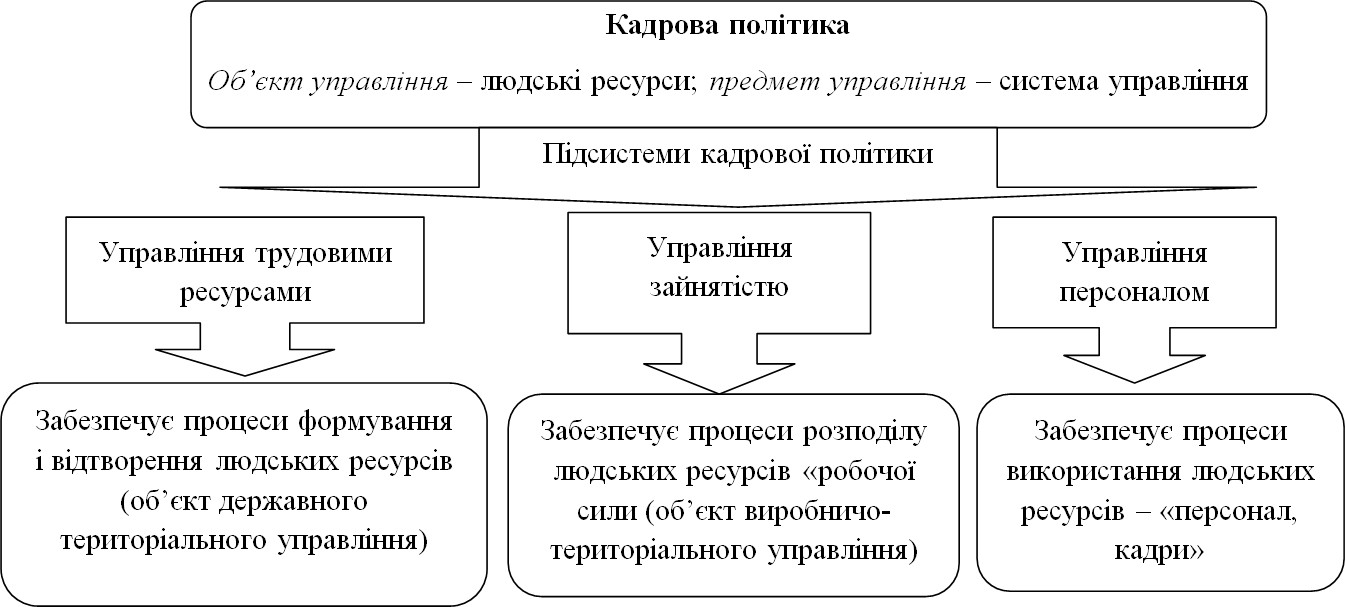 Кадрова політика
Об’єкт управління – людські ресурси; предмет управління – система управління
Підсистеми кадрової політики
Управління трудовими
ресурсами
Управління
зайнятістю
Управління
персоналом
Забезпечує процеси формування
і відтворення людських ресурсів
(об’єкт державного
територіального управління)
Забезпечує процеси розподілу
людських ресурсів «робочої
сили (об’єкт виробничо-
територіального управління)
Забезпечує процеси
використання людських
ресурсів – «персонал,
кадри»